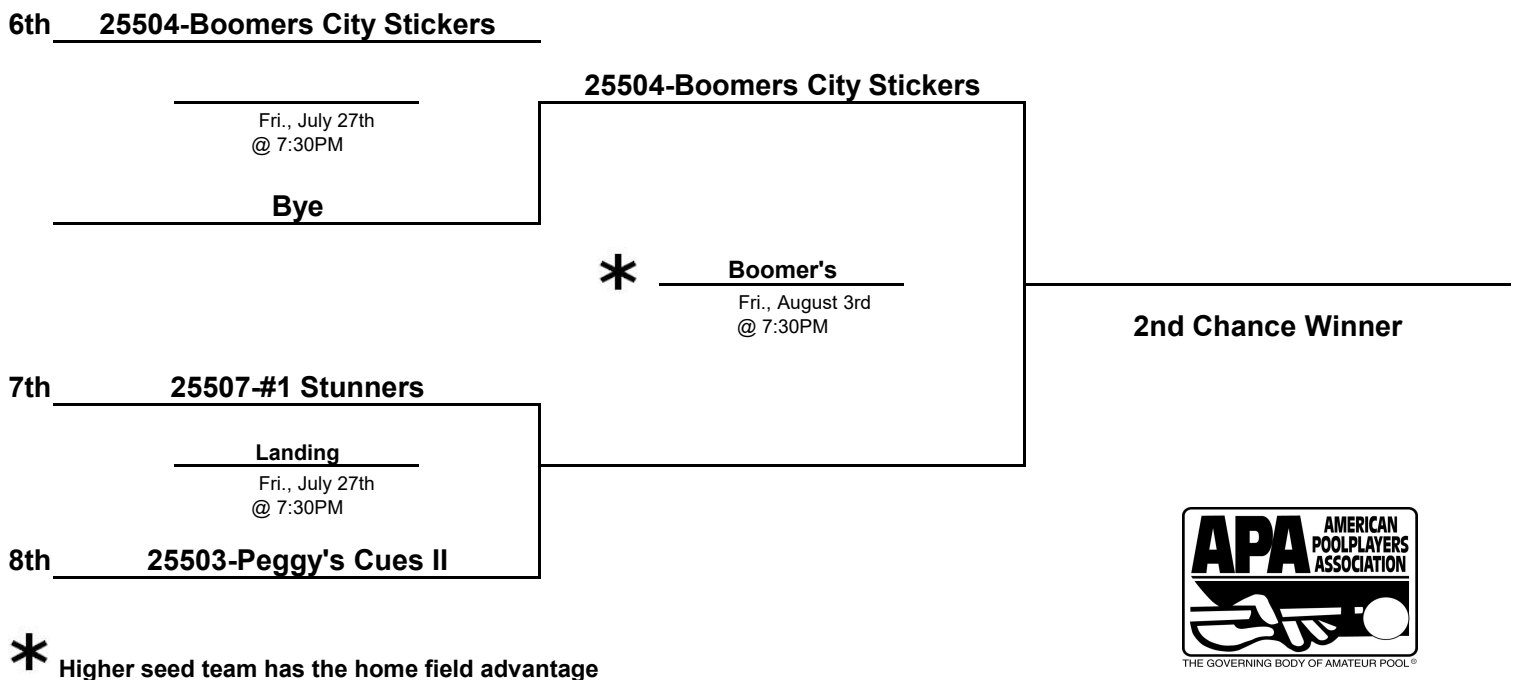 6th 25504-Boomers City Stickers
25504-Boomers City Stickers
Fri., July 27th
@ 7:30PM
Bye
* Boomer's
Fri., August 3rd
@ 7:30PM
2nd Chance Winner
7th 25507-#1 Stunners
Landing
Fri., July 27th
@ 7:30PM
8th 25503-Peggy's Cues II
APA AMERICAN
POOLPLAYERS
ASSOCIATION
THE GOVERNING BODY OF AMATEUR POOL®
* Higher seed team has the home field advantage